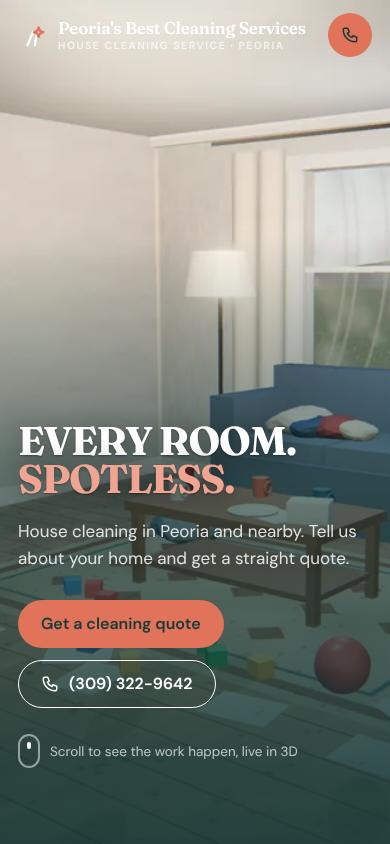 Peoria's Best Cleaning Services
HOUSE CLEANING SERVICE · PEORIA
EVERY ROOM.
SPOTLESS.
House cleaning in Peoria and nearby. Tell us
about your home and get a straight quote.
Get a cleaning quote
(309) 322-9642
Scroll to see the work happen, live in 3D